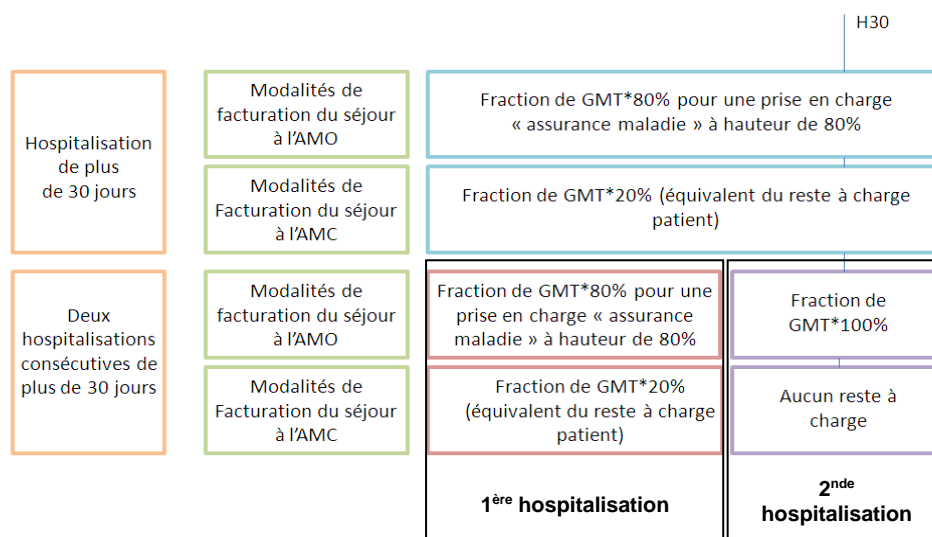 H30
Hospitalisation
de plus
de 30 jours
Modalités de
facturation du séjour
à l'AMO
Fraction de GMT*80% pour une prise en charge
« assurance maladie » à hauteur de 80%
Modalités de
Facturation du séjour
à l'AMC
Fraction de GMT*20% (équivalent du reste à charge
patient)
Deux
hospitalisations
consécutives de
plus de 30 jours
Modalités de
facturation du séjour
à l'AMO
Fraction de GMT*80% pour une
prise en charge « assurance
maladie » à hauteur de 80%
Fraction de
GMT*100%
Modalités de
Facturation du séjour
à l'AMC
Fraction de GMT*20%
(équivalent du reste à charge
patient)
Aucun reste à
charge
1ère hospitalisation
2nde
hospitalisation